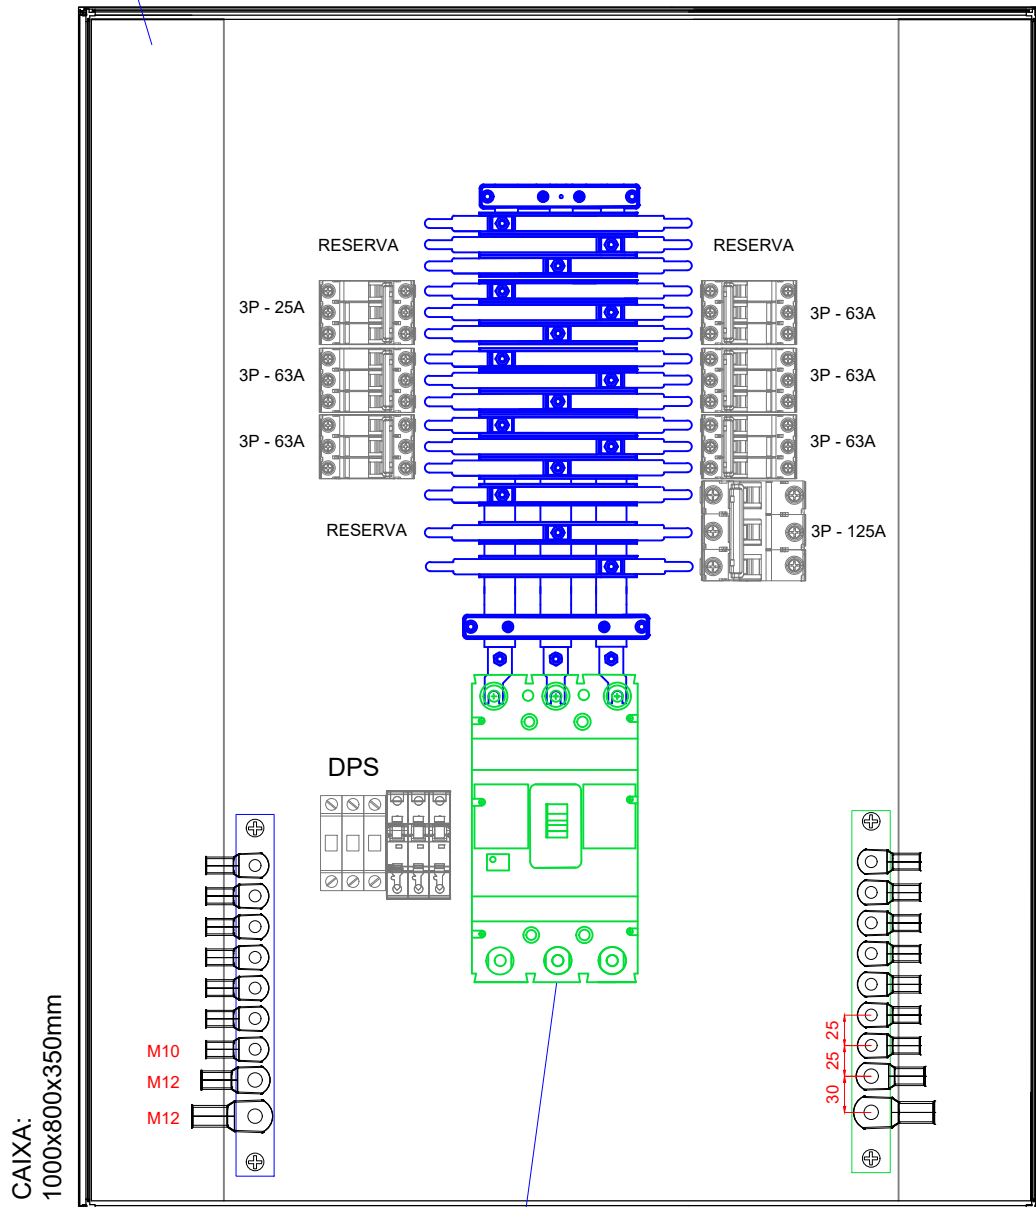 RESERVA
RESERVA
3P - 25A
3P - 63A
3P - 63A
3P - 63A
3P - 63A
3P - 63A
RESERVA
3P - 125A
DPS
M10
M12
M12
25
25
30
CAIXA:
1000x800x350mm